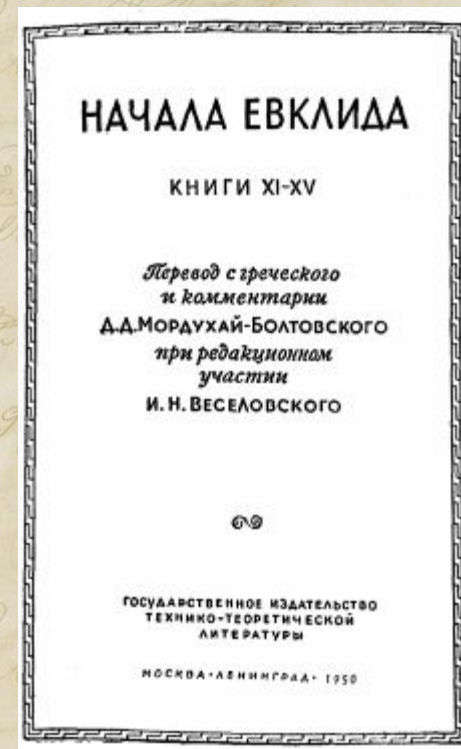 НАЧАЛА ЕВКЛИДА
КНИГИ XI-XV
Перевод с греческого
и комментарии
Д.Д.МОРДУХАЙ-БОЛТОВСКОГО
при редакционном
участии
И.Н.ВЕСЕЛОВСКОГО
ГОСУДАРСТВЕННОЕ ИЗДАТЕЛЬСТВО
ТЕХНИКО-ТЕОРЕТИЧЕСКОЙ
ЛИТЕРАТУРЫ
МОСКВА·ЛЕНИНГРАД· 1950